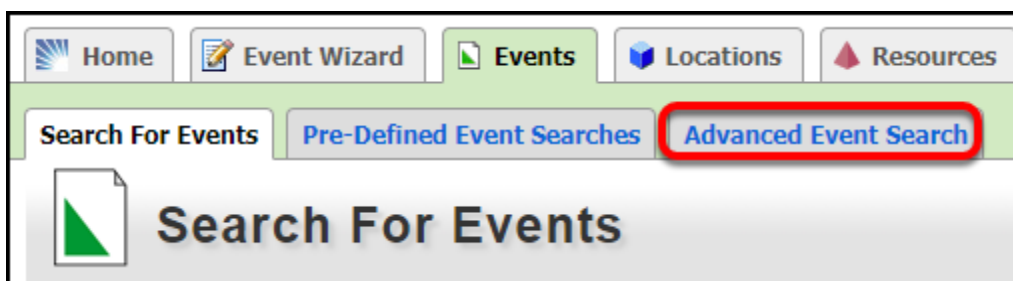 Home Event Wizard Events Locations Resources
Search For Events Pre-Defined Event Searches Advanced Event Search
Search For Events